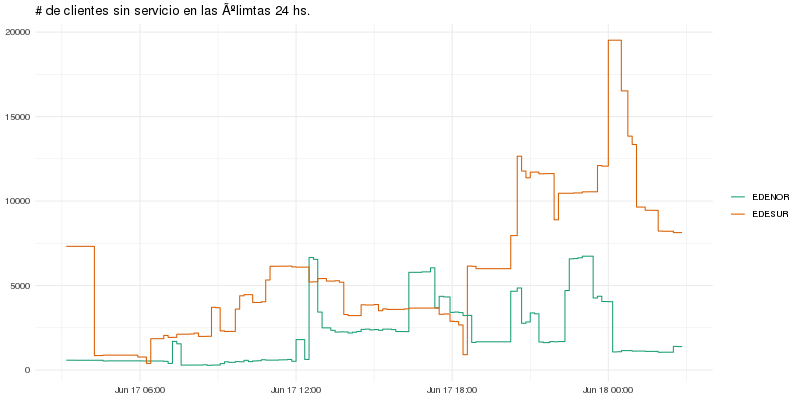 # de clientes sin servicio en las Ãºlimtas 24 hs.
20000
15000
10000
5000
0
Jun 17 06:00
Jun 17 12:00
Jun 17 18:00
Jun 18 00:00
EDENOR
EDESUR